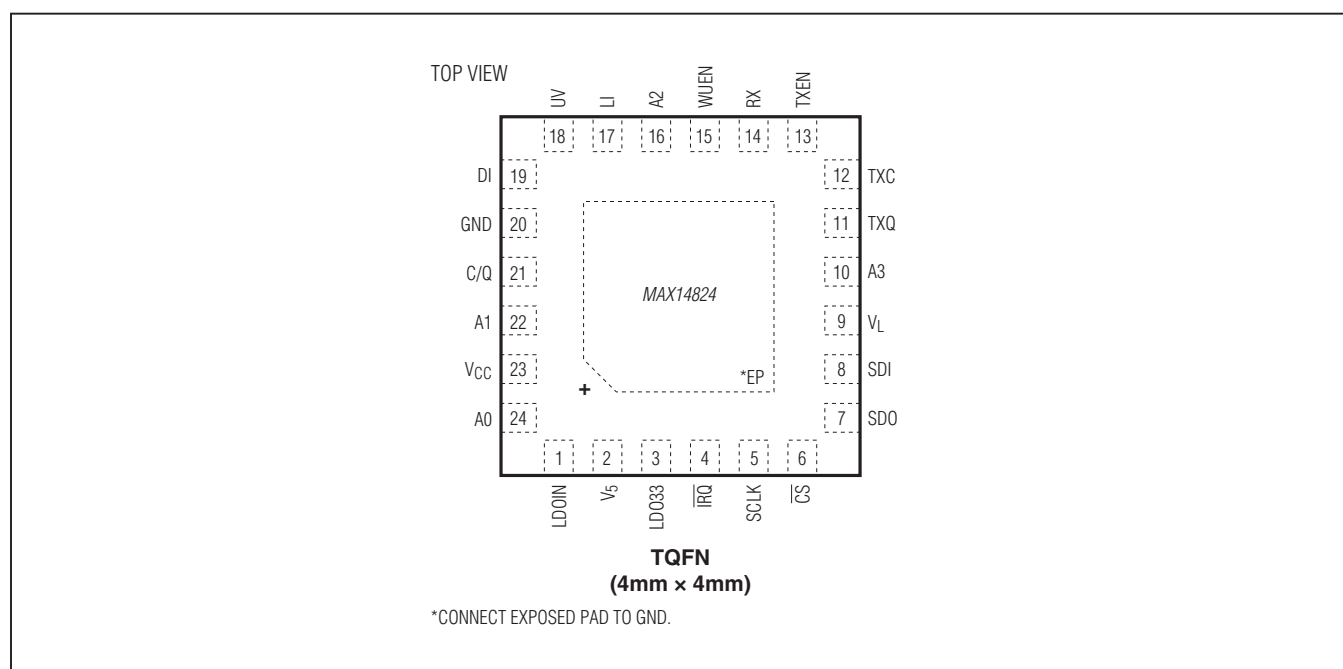 TOP VIEW
UV LI A2 WUEN RX TXEN
18 17 16 15 14 13
DI 19 12 TXC
GND 20 11 TXQ
C/Q 21 10 A3
MAX14824
A1 22 9 VL
VCC 23 8 SDI
*EP
+
A0 24 7 SDO
1 2 3 4 5 6
LDOIN V5 LDO33 IRQ SCLK CS
TQFN
(4mm × 4mm)
*CONNECT EXPOSED PAD TO GND.